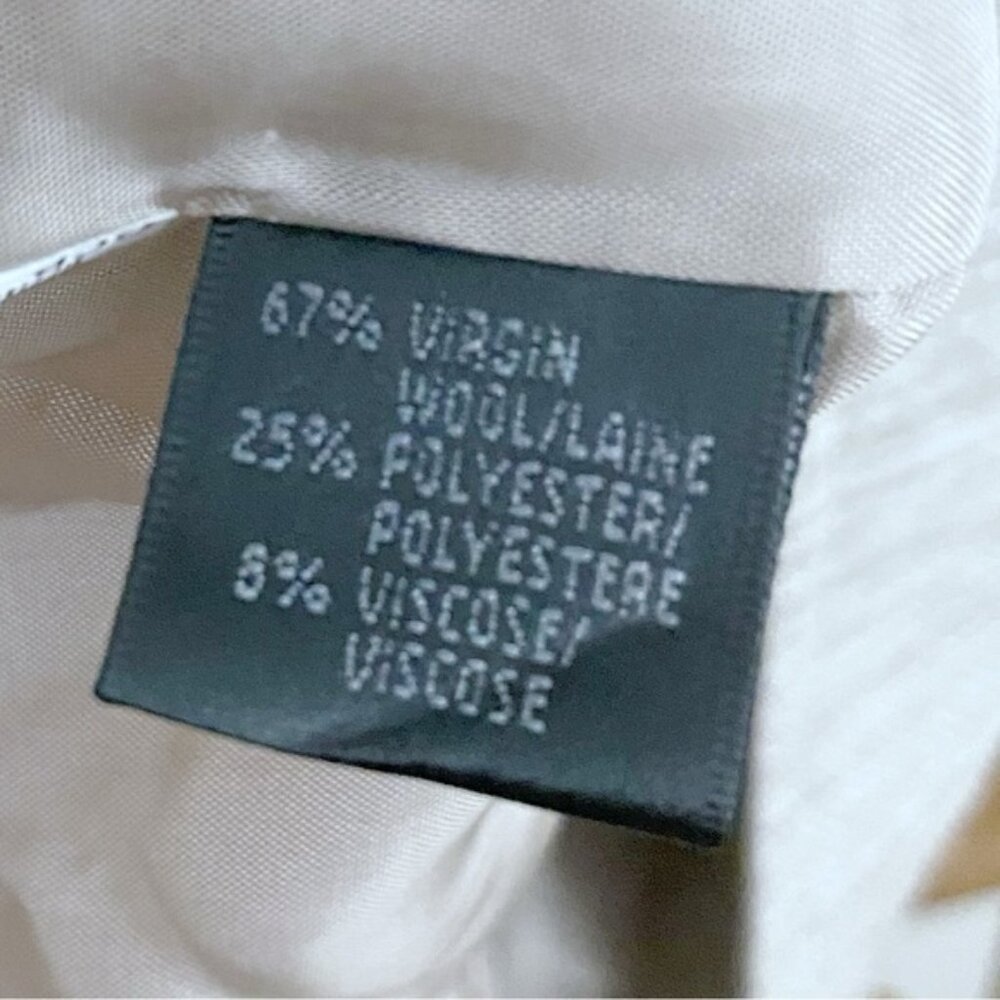 67% VIRGIN
WOOL/LAINE
25% POLYESTER/
POLYESTERE
8% VISCOSE/
VISCOSE